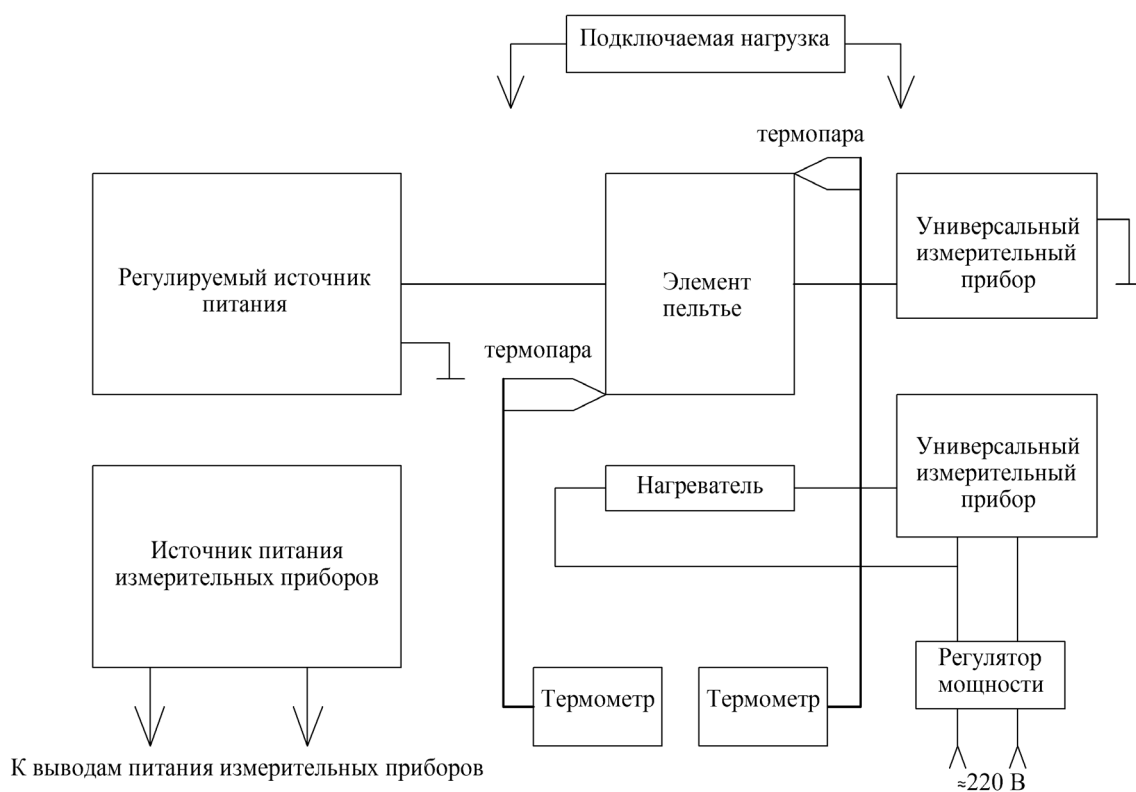 Подключаемая нагрузка
термопара
Регулируемый источник
питания
Элемент
пельтье
Универсальный
измерительный
прибор
термопара
Универсальный
измерительный
прибор
Нагреватель
Источник питания
измерительных приборов
Регулятор
мощности
Термометр
Термометр
К выводам питания измерительных приборов
≈220 В